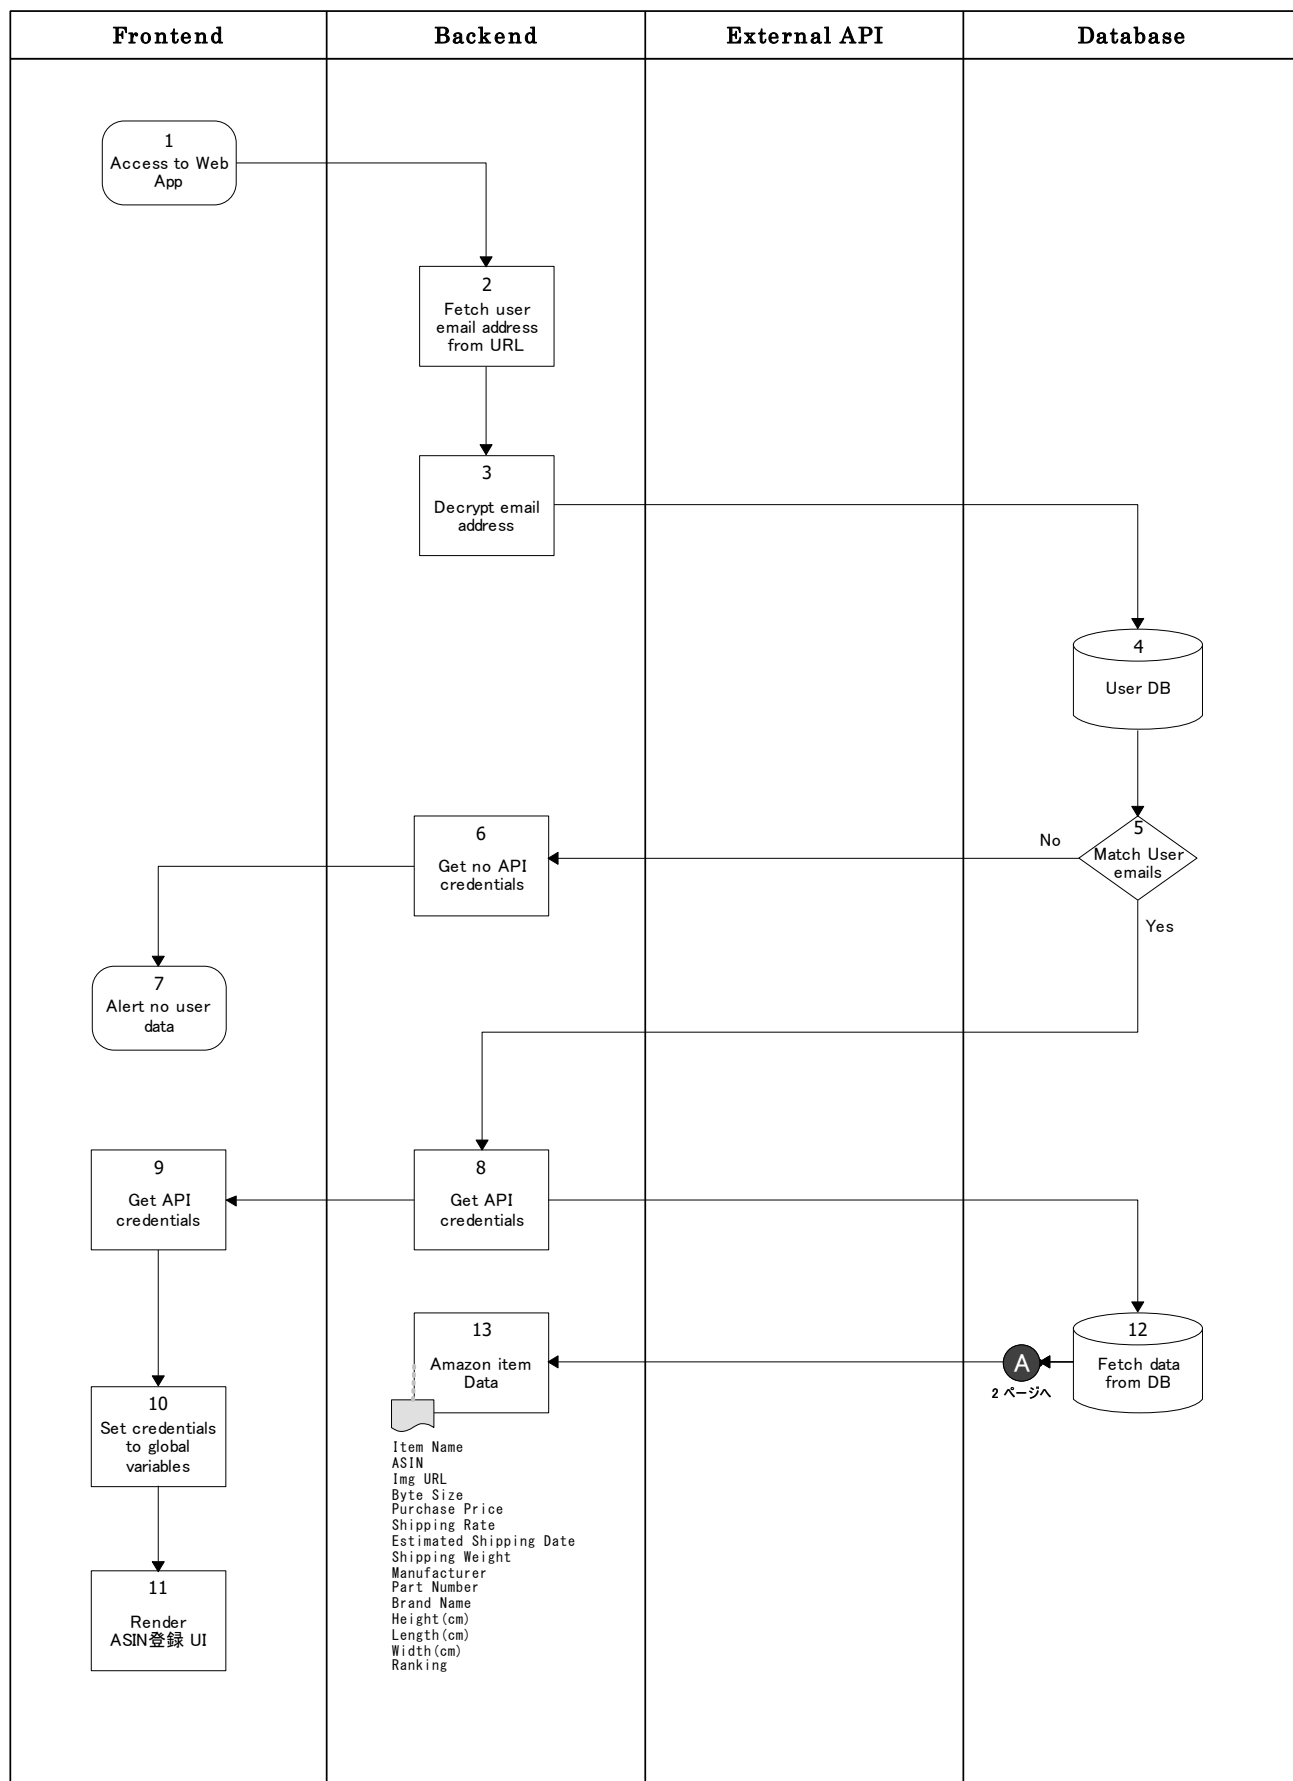 Frontend
Backend
External API
Database
1
Access to Web
App
2
Fetch user
email address
from URL
3
Decrypt email
address
4
User DB
5
Match User
emails
No
Yes
6
Get no API
credentials
7
Alert no user
data
9
Get API
credentials
8
Get API
credentials
12
Fetch data
from DB
A
2 ページへ
13
Amazon item
Data
Item Name
ASIN
Img URL
Byte Size
Purchase Price
Shipping Rate
Estimated Shipping Date
Shipping Weight
Manufacturer
Part Number
Brand Name
Height(cm)
Length(cm)
Width(cm)
Ranking
10
Set credentials
to global
variables
11
Render
ASIN登録 UI